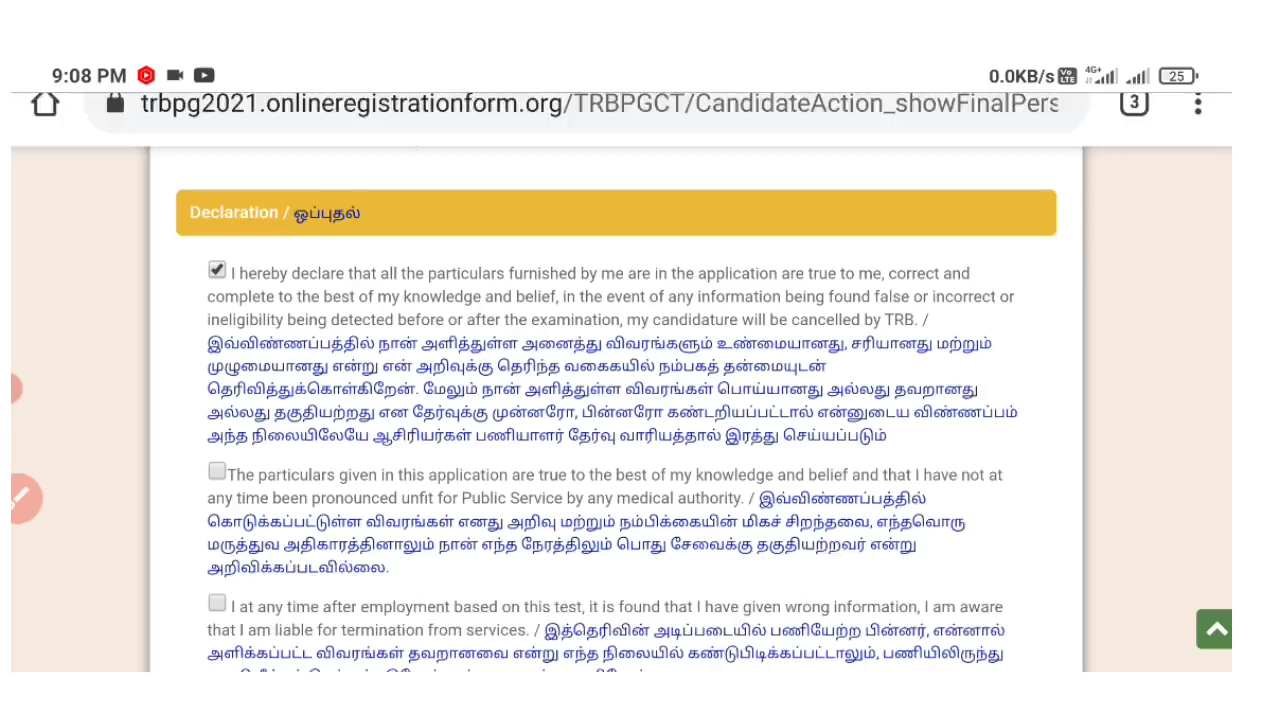 9:08 PM 0.0KB/s Vo LTE 4G+ 25
trbpg2021.onlineregistrationform.org/TRBPGCT/CandidateAction_showFinalPers 3
Declaration / ஒப்புதல்
I hereby declare that all the particulars furnished by me are in the application are true to me, correct and
complete to the best of my knowledge and belief, in the event of any information being found false or incorrect or
ineligibility being detected before or after the examination, my candidature will be cancelled by TRB. /
இவ்விண்ணப்பத்தில் நான் அளித்துள்ள அனைத்து விவரங்களும் உண்மையானது, சரியானது மற்றும்
முழுமையானது என்று என் அறிவுக்கு தெரிந்த வகைகயில் நம்பகத் தன்மையுடன்
தெரிவித்துக்கொள்கிறேன். மேலும் நான் அளித்துள்ள விவரங்கள் பொய்யானது அல்லது தவறானது
அல்லது தகுதியற்றது என தேர்வுக்கு முன்னரோ, பின்னரோ கண்டறியப்பட்டால் என்னுடைய விண்ணப்பம்
அந்த நிலையிலேயே ஆசிரியர்கள் பணியாளர் தேர்வு வாரியத்தால் இரத்து செய்யப்படும்
The particulars given in this application are true to the best of my knowledge and belief and that I have not at
any time been pronounced unfit for Public Service by any medical authority. / இவ்விண்ணப்பத்தில்
கொடுக்கப்பட்டுள்ள விவரங்கள் எனது அறிவு மற்றும் நம்பிக்கையின் மிகச் சிறந்தவை, எந்தவொரு
மருத்துவ அதிகாரத்தினாலும் நான் எந்த நேரத்திலும் பொது சேவைக்கு தகுதியற்றவர் என்று
அறிவிக்கப்படவில்லை.
I at any time after employment based on this test, it is found that I have given wrong information, I am aware
that I am liable for termination from services. / இத்தெரிவின் அடிப்படையில் பணியேற்ற பின்னர், என்னால்
அளிக்கப்பட்ட விவரங்கள் தவறானவை என்று எந்த நிலையில் கண்டுபிடிக்கப்பட்டாலும், பணியிலிருந்து